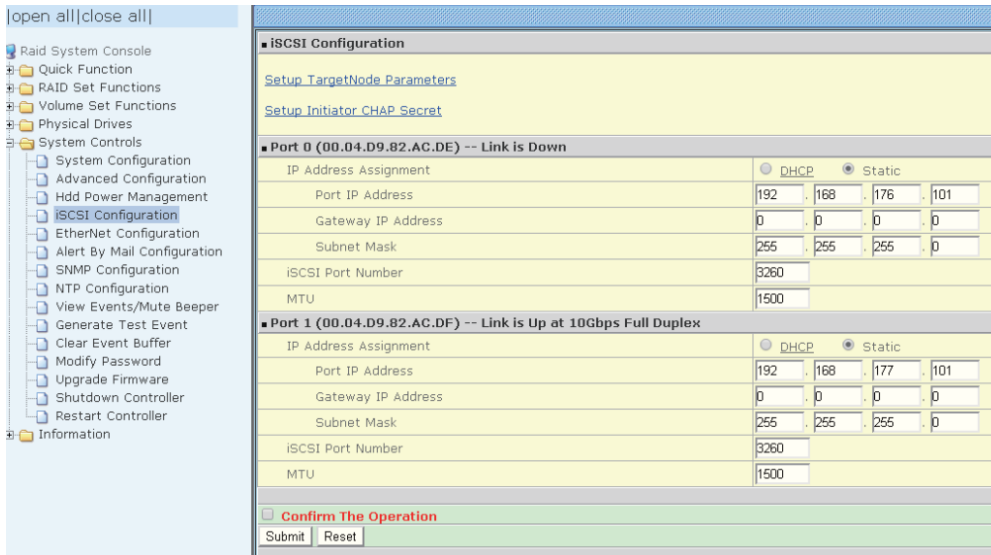 |open all|close all|
Raid System Console
Quick Function
RAID Set Functions
Volume Set Functions
Physical Drives
System Controls
System Configuration
Advanced Configuration
Hdd Power Management
iSCSI Configuration
EtherNet Configuration
Alert By Mail Configuration
SNMP Configuration
NTP Configuration
View Events/Mute Beeper
Generate Test Event
Clear Event Buffer
Modify Password
Upgrade Firmware
Shutdown Controller
Restart Controller
Information
iSCSI Configuration
Setup TargetNode Parameters
Setup Initiator CHAP Secret
Port 0 (00.04.D9.82.AC.DE) -- Link is Down
IP Address Assignment DHCP Static
Port IP Address 192 . 168 . 176 . 101
Gateway IP Address 0 . 0 . 0 . 0
Subnet Mask 255 . 255 . 255 . 0
iSCSI Port Number 3260
MTU 1500
Port 1 (00.04.D9.82.AC.DF) -- Link is Up at 10Gbps Full Duplex
IP Address Assignment DHCP Static
Port IP Address 192 . 168 . 177 . 101
Gateway IP Address 0 . 0 . 0 . 0
Subnet Mask 255 . 255 . 255 . 0
iSCSI Port Number 3260
MTU 1500
Confirm The Operation
Submit Reset